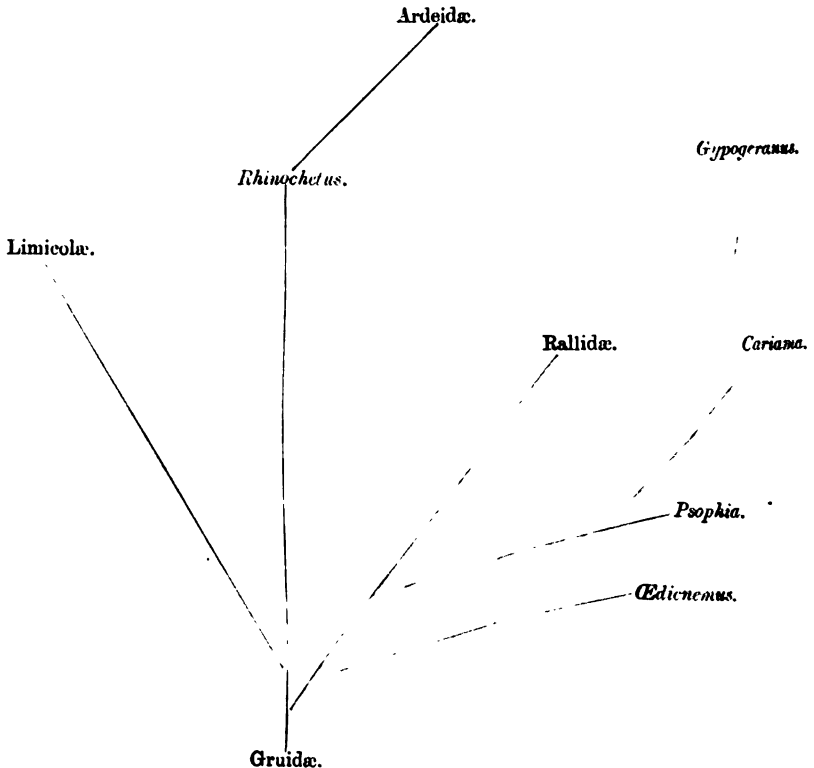 Ardeidæ.
Gypogeranus.
Rhinochetus.
Limicolæ.
Rallidæ.
Cariama.
Psophia.
Œdicnemus.
Gruidæ.